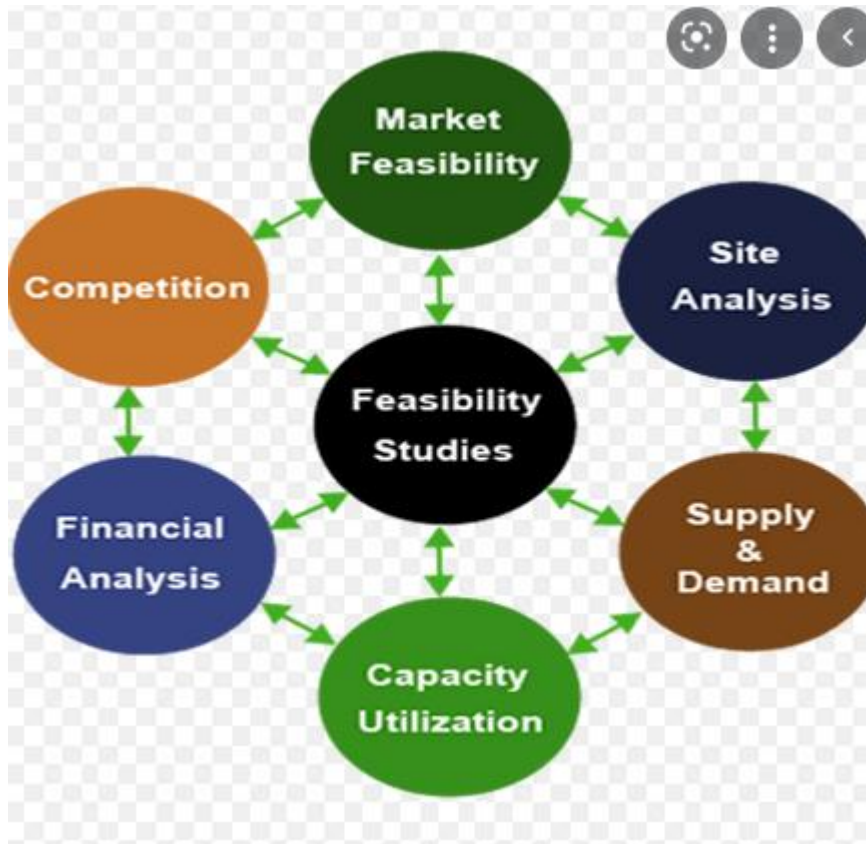 Market
Feasibility
Competition
Site
Analysis
Feasibility
Studies
Financial
Analysis
Supply
&
Demand
Capacity
Utilization